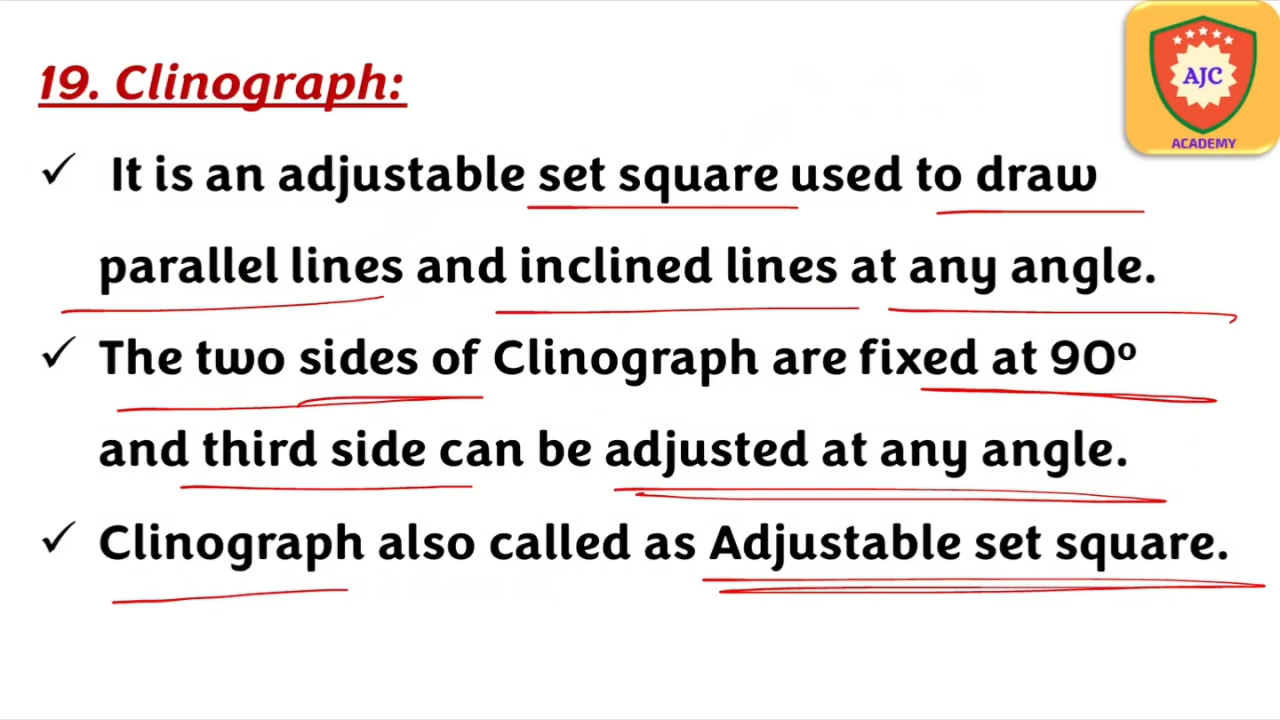 19. Clinograph:
AJC
ACADEMY
✓ It is an adjustable set square used to draw
parallel lines and inclined lines at any angle.
✓ The two sides of Clinograph are fixed at 90º
and third side can be adjusted at any angle.
✓ Clinograph also called as Adjustable set square.